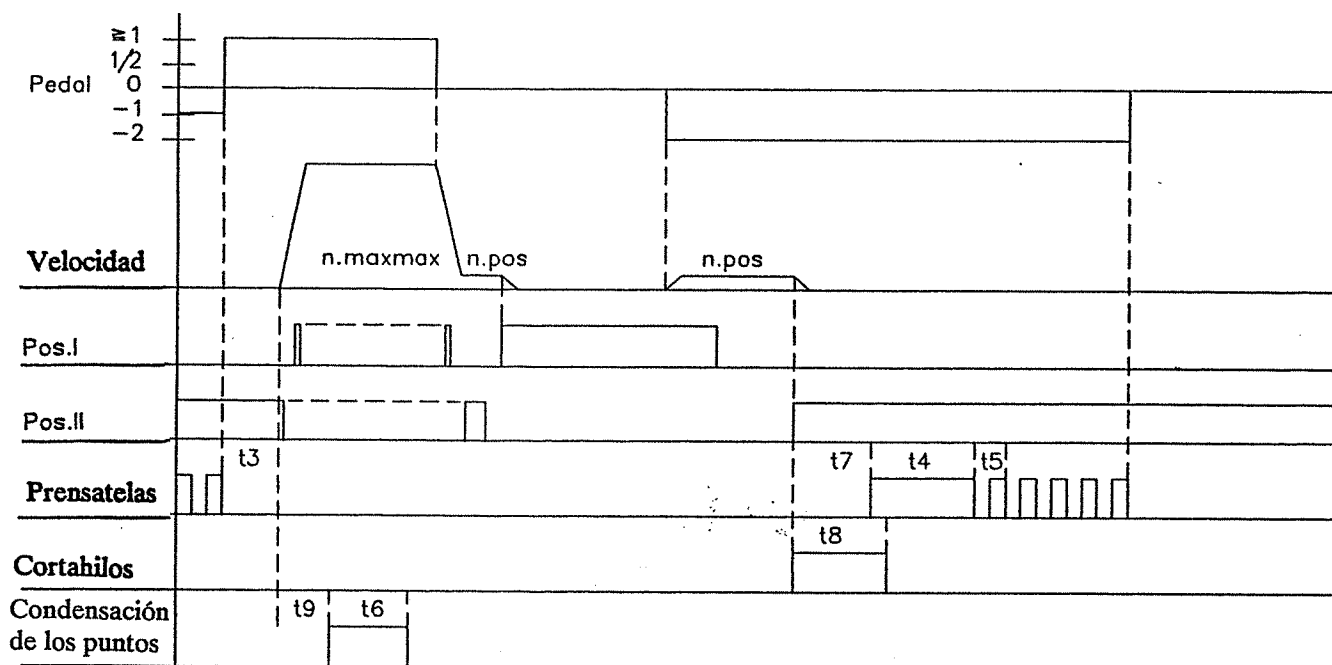 ≥1
1/2
Pedal 0
-1
-2
Velocidad
n.maxmax n.pos
n.pos
Pos.I
Pos.II
t3
t7 t4 t5
Prensatelas
t8
Cortahilos
Condensación
de los puntos
t9 t6